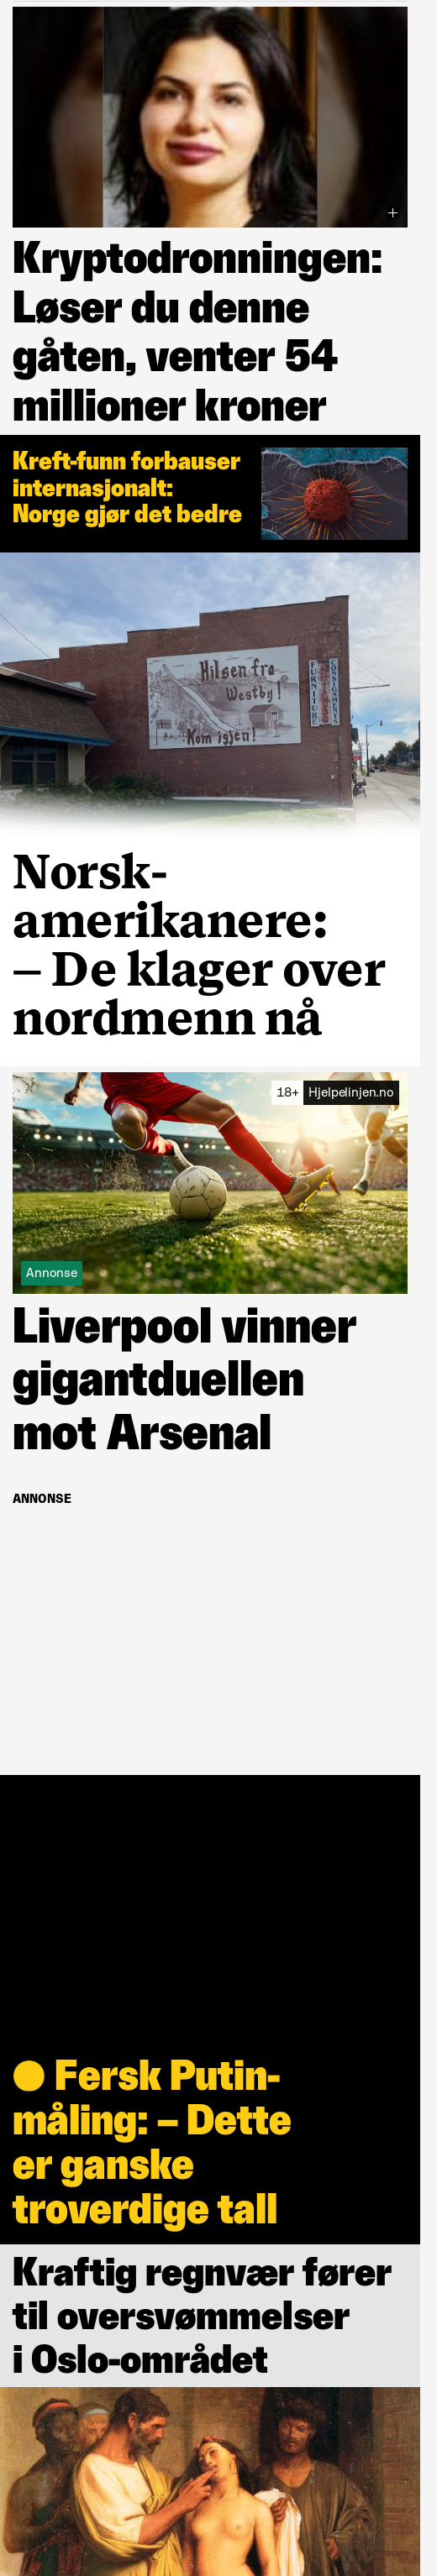 Kryptodronningen:
Løser du denne
gåten, venter 54
millioner kroner
Kreft-funn forbauser
internasjonalt:
Norge gjør det bedre
Hilsen fra
Westby!
Kom igjen!
FURNITURE
CONSIGNMENTS
Norsk-
amerikanere:
– De klager over
nordmenn nå
18+ Hjelpelinjen.no
Annonse
Liverpool vinner
gigantduellen
mot Arsenal
ANNONSE
Fersk Putin-
måling: – Dette
er ganske
troverdige tall
Kraftig regnvær fører
til oversvømmelser
i Oslo-området